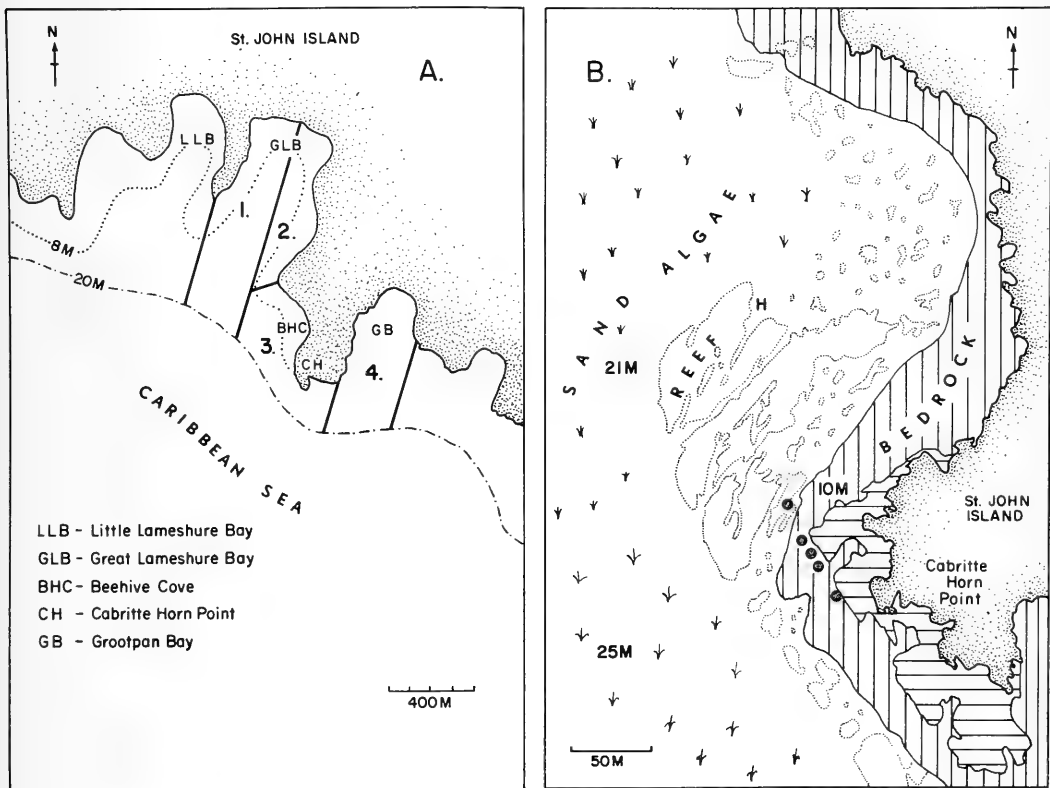 N
St. JOHN ISLAND
A.
LLB
GLB
1.
2.
8M
20M
BHC
3.
CH
GB
4.
CARIBBEAN SEA
LLB - Little Lameshure Bay
GLB - Great Lameshure Bay
BHC - Beehive Cove
CH - Cabritte Horn Point
GB - Grootpan Bay
400M
B.
N
SAND ALGAE
H
REEF
21M
BEDROCK
10M
St. JOHN
ISLAND
Cabritte
Horn
Point
25M
50M